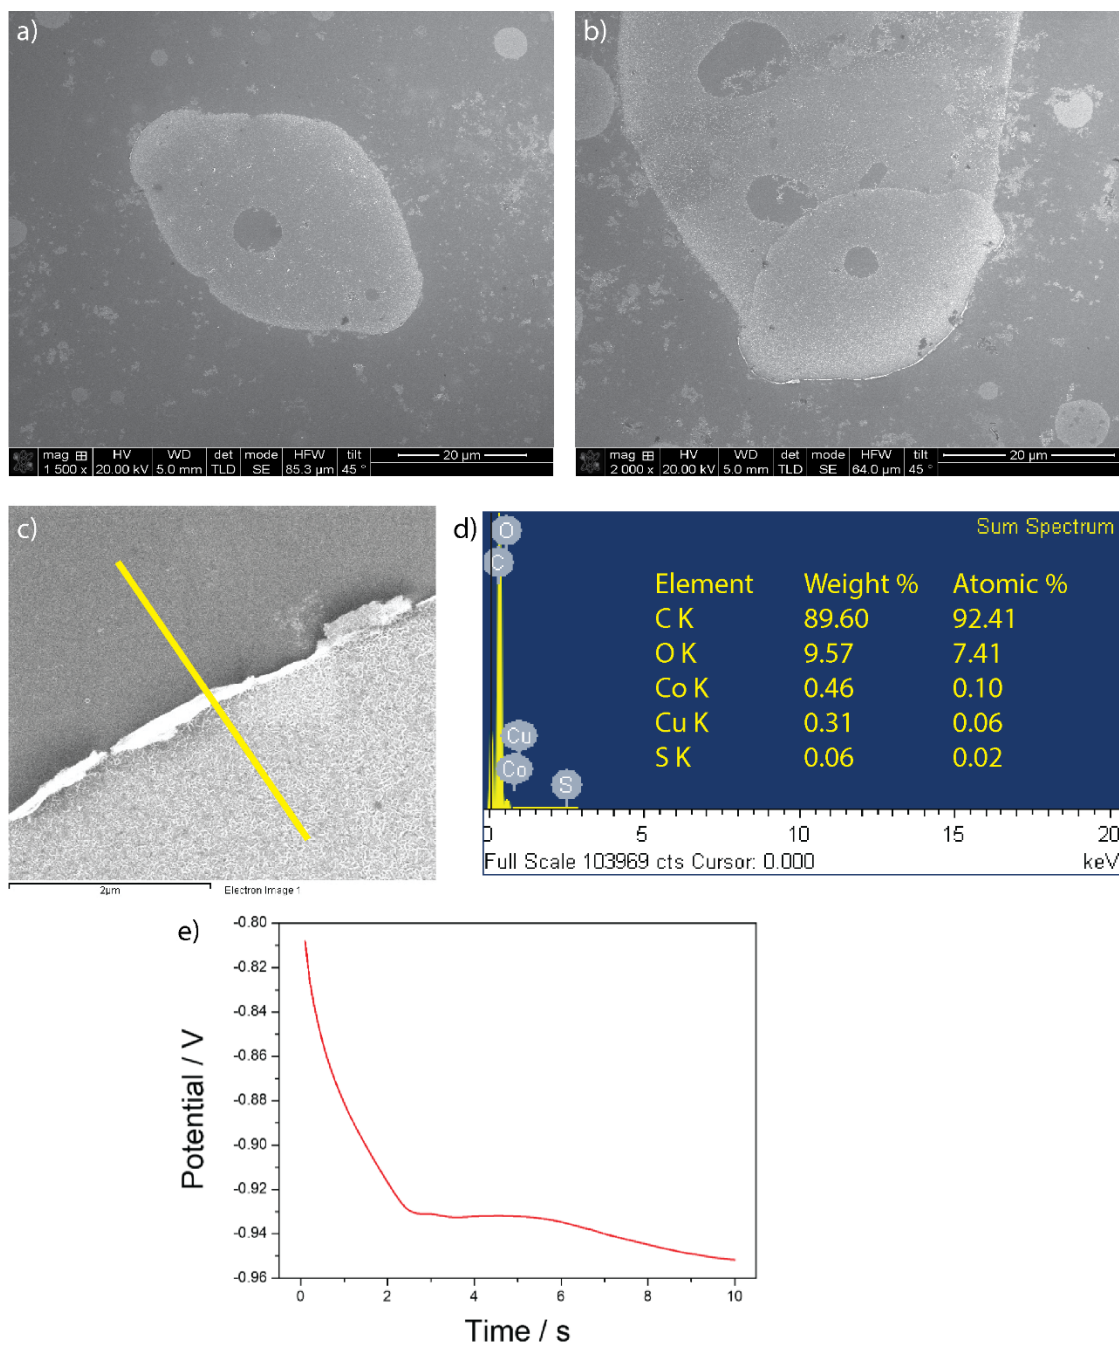 a)
mag HV WD det mode HFW tilt
1 500 x 20.00 kV 5.0 mm TLD SE 85.3 µm 45 °
20 µm
b)
mag HV WD det mode HFW tilt
2 000 x 20.00 kV 5.0 mm TLD SE 64.0 µm 45 °
20 µm
c)
2µm
Electron Image 1
d)
Sum Spectrum
O
C
Element Weight % Atomic %
C K 89.60 92.41
O K 9.57 7.41
Co K 0.46 0.10
Cu K 0.31 0.06
S K 0.06 0.02
Cu
Co
S
0 5 10 15 20
Full Scale 103969 cts Cursor: 0.000 keV
e)
Potential / V
-0.80
-0.82
-0.84
-0.86
-0.88
-0.90
-0.92
-0.94
-0.96
0 2 4 6 8 10
Time / s